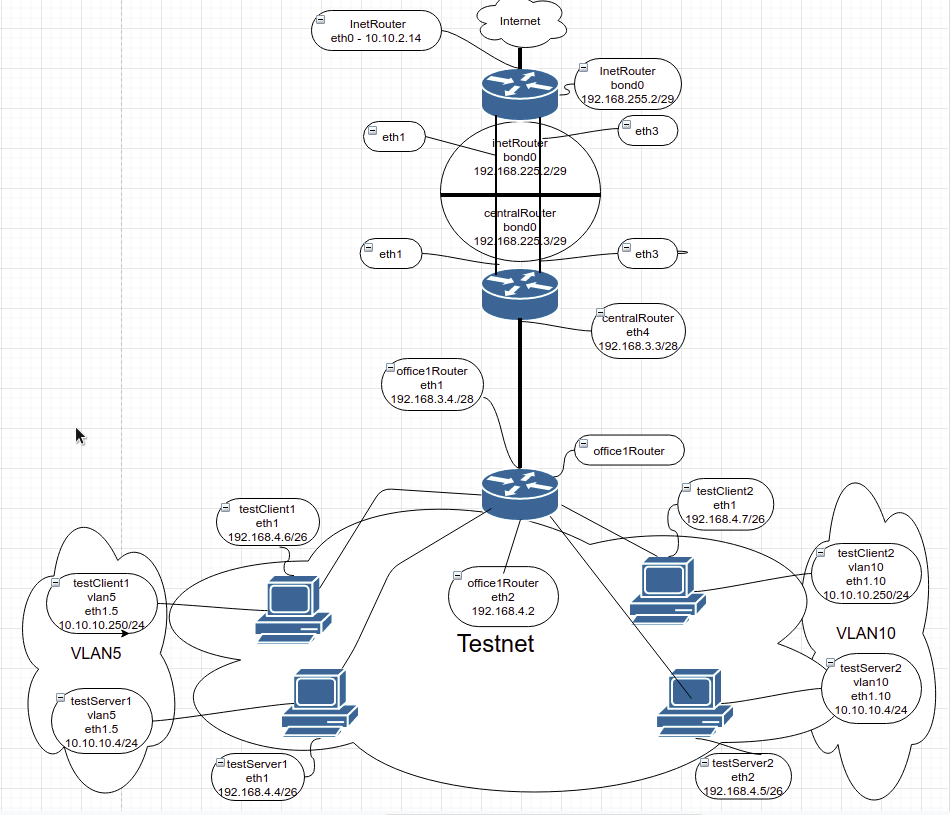 InetRouter
eth0 - 10.10.2.14
Internet
InetRouter
bond0
192.168.255.2/29
eth1
eth3
inetRouter
bond0
192.168.225.2/29
centralRouter
bond0
192.168.225.3/29
eth1
eth3
centralRouter
eth4
192.168.3.3/28
office1Router
eth1
192.168.3.4./28
office1Router
testClient1
eth1
192.168.4.6/26
testClient2
eth1
192.168.4.7/26
testClient1
vlan5
eth1.5
10.10.10.250/24
VLAN5
testServer1
vlan5
eth1.5
10.10.10.4/24
office1Router
eth2
192.168.4.2
Testnet
testClient2
vlan10
eth1.10
10.10.10.250/24
VLAN10
testServer2
vlan10
eth1.10
10.10.10.4/24
testServer1
eth1
192.168.4.4/26
testServer2
eth2
192.168.4.5/26